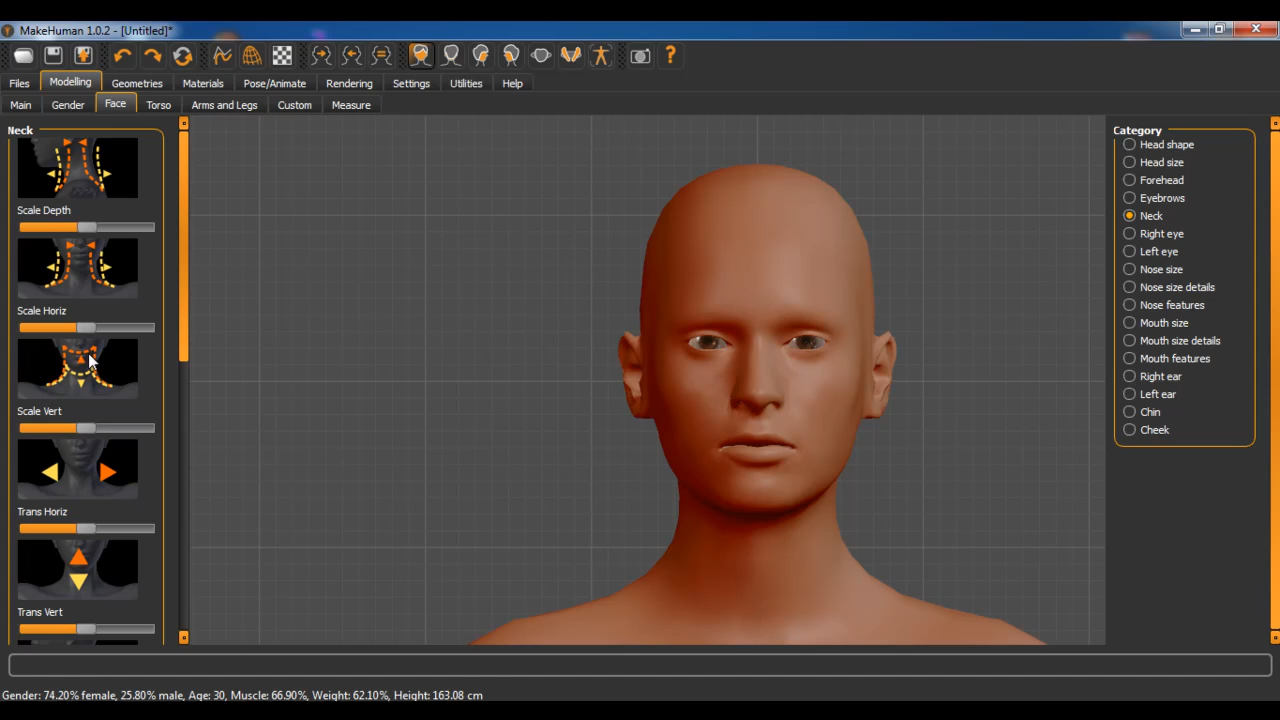 MakeHuman 1.0.2 - [Untitled]*
Files Modelling Geometries Materials Pose/Animate Rendering Settings Utilities Help
Main Gender Face Torso Arms and Legs Custom Measure
Neck
Scale Depth
Scale Horiz
Scale Vert
Trans Horiz
Trans Vert
Category
Head shape
Head size
Forehead
Eyebrows
Neck
Right eye
Left eye
Nose size
Nose size details
Nose features
Mouth size
Mouth size details
Mouth features
Right ear
Left ear
Chin
Cheek
Gender: 74.20% female, 25.80% male, Age: 30, Muscle: 66.90%, Weight: 62.10%, Height: 163.08 cm